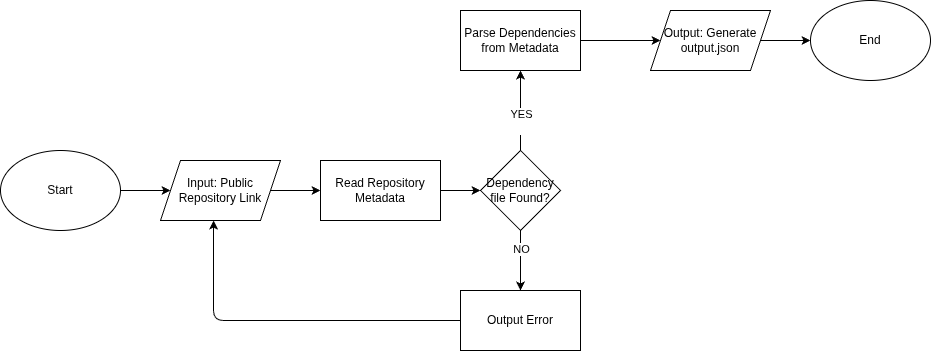 Parse Dependencies
from Metadata
Output: Generate
output.json
End
YES
Start
Input: Public
Repository Link
Read Repository
Metadata
Dependency
file Found?
NO
Output Error